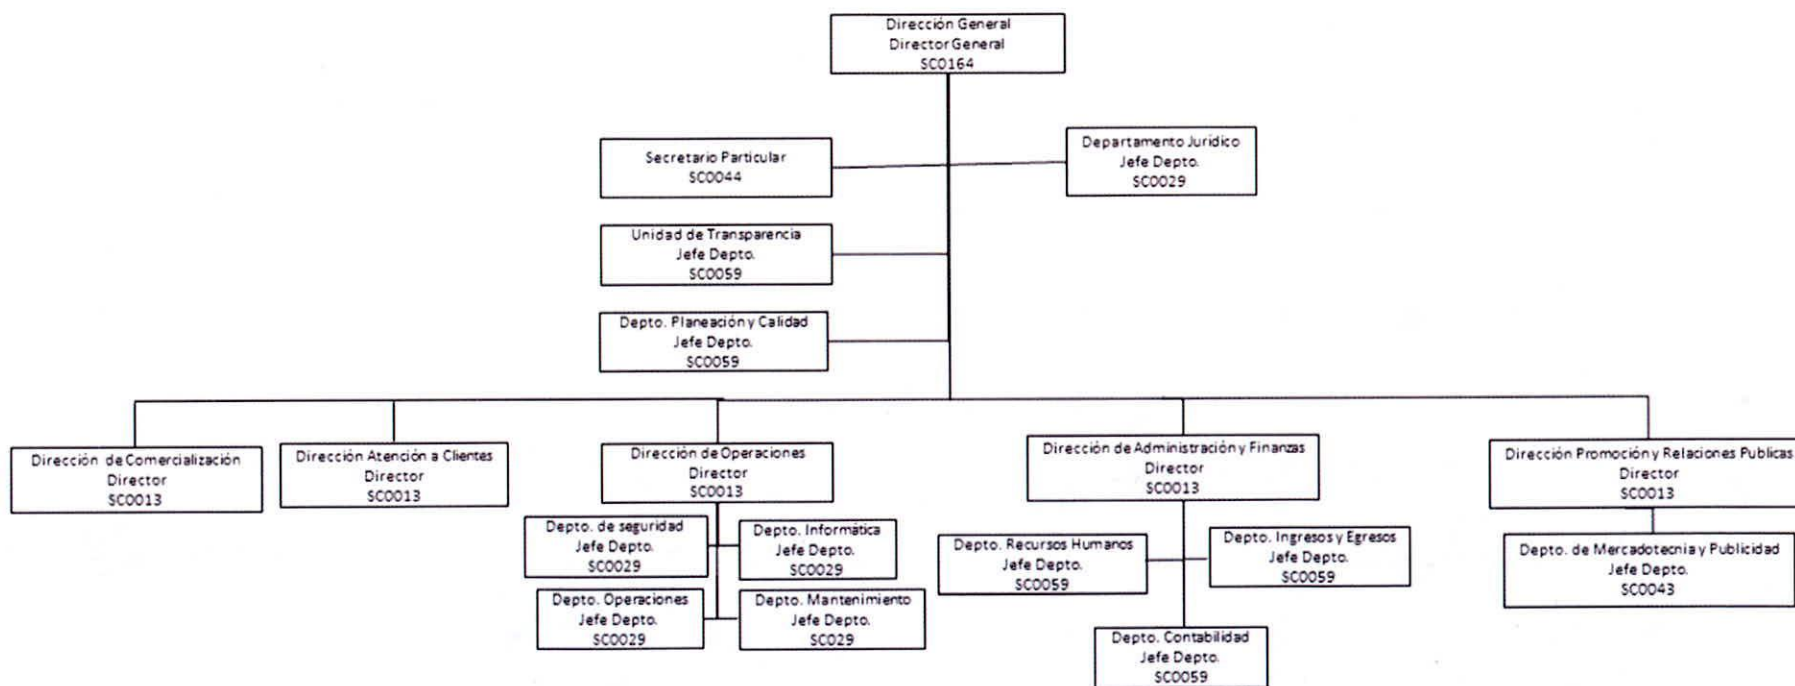 Dirección General
Director General
SC0164
Secretario Particular
SC0044
Departamento Jurídico
Jefe Depto.
SC0029
Unidad de Transparencia
Jefe Depto.
SC0059
Depto. Planeación y Calidad
Jefe Depto.
SC0059
Dirección de Comercialización
Director
SC0013
Dirección Atención a Clientes
Director
SC0013
Dirección de Operaciones
Director
SC0013
Dirección de Administración y Finanzas
Director
SC0013
Dirección Promoción y Relaciones Publicas
Director
SC0013
Depto. de seguridad
Jefe Depto.
SC0029
Depto. Informática
Jefe Depto.
SC0029
Depto. Operaciones
Jefe Depto.
SC0029
Depto. Mantenimiento
Jefe Depto.
SC029
Depto. Recursos Humanos
Jefe Depto.
SC0059
Depto. Ingresos y Egresos
Jefe Depto.
SC0059
Depto. Contabilidad
Jefe Depto.
SC0059
Depto. de Mercadotecnia y Publicidad
Jefe Depto.
SC0043